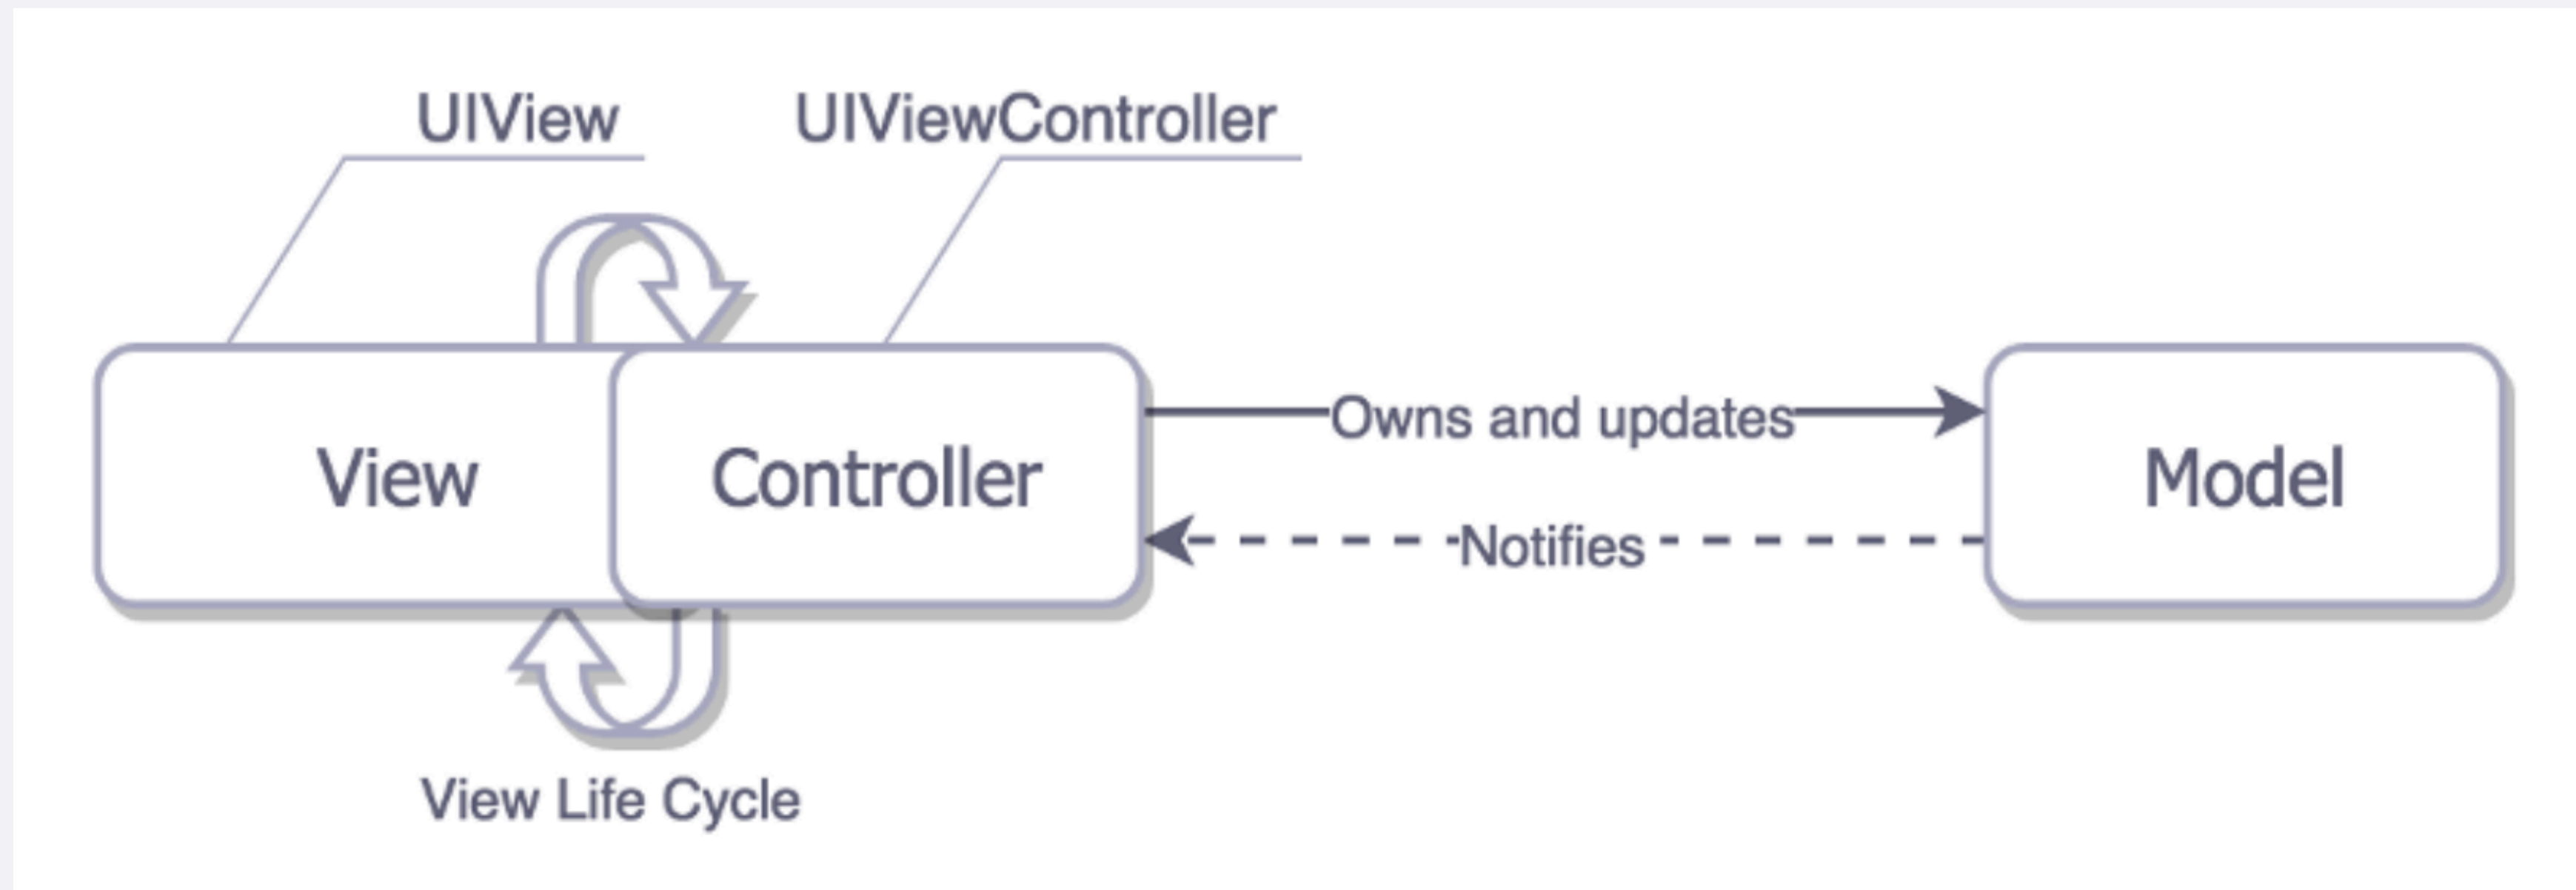 UIView
UIViewController
View
Controller
Owns and updates
Notifies
Model
View Life Cycle